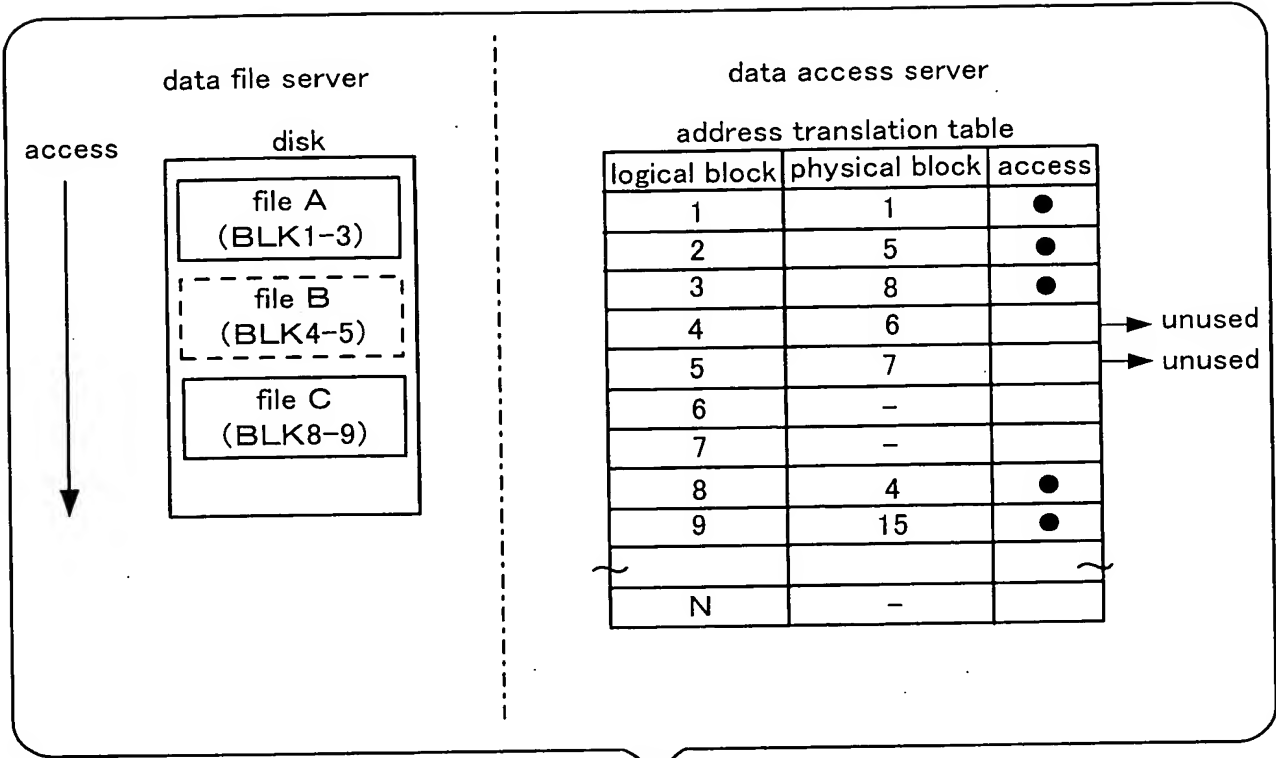 data file server
access
disk
file A
(BLK1-3)
file B
(BLK4-5)
file C
(BLK8-9)
data access server
address translation table
logical block physical block access
1 1 ●
2 5 ●
3 8 ●
4 6 unused
5 7 unused
6 -
7 -
8 4 ●
9 15 ●
N -